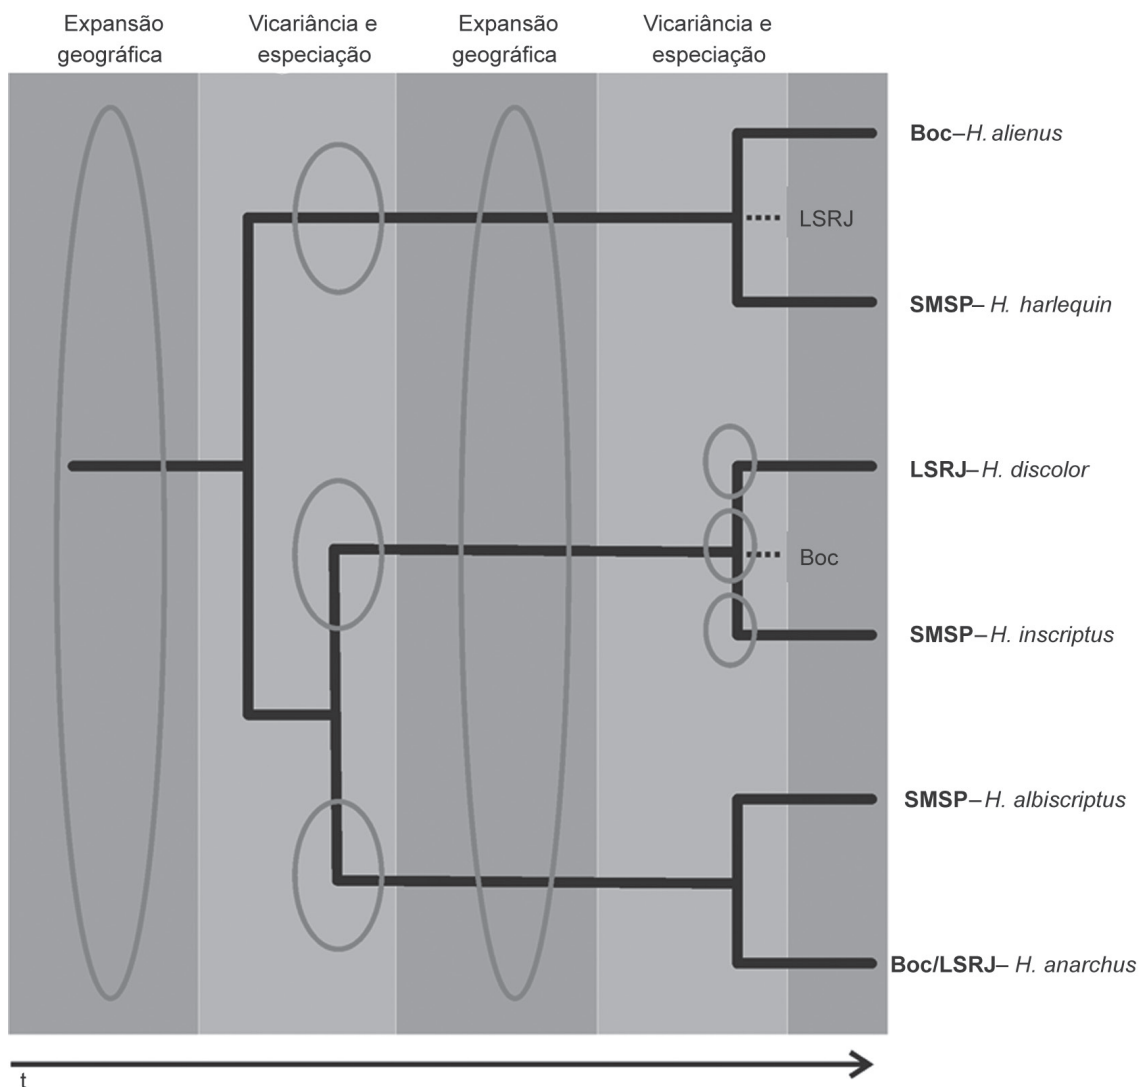 Expansão
geográfica
Vicariância e
especiação
Expansão
geográfica
Vicariância e
especiação
Boc–H. alienus
LSRJ
SMSP– H. harlequin
LSRJ–H. discolor
Boc
SMSP–H. inscriptus
SMSP–H. albiscriptus
Boc/LSRJ– H. anarchus
t